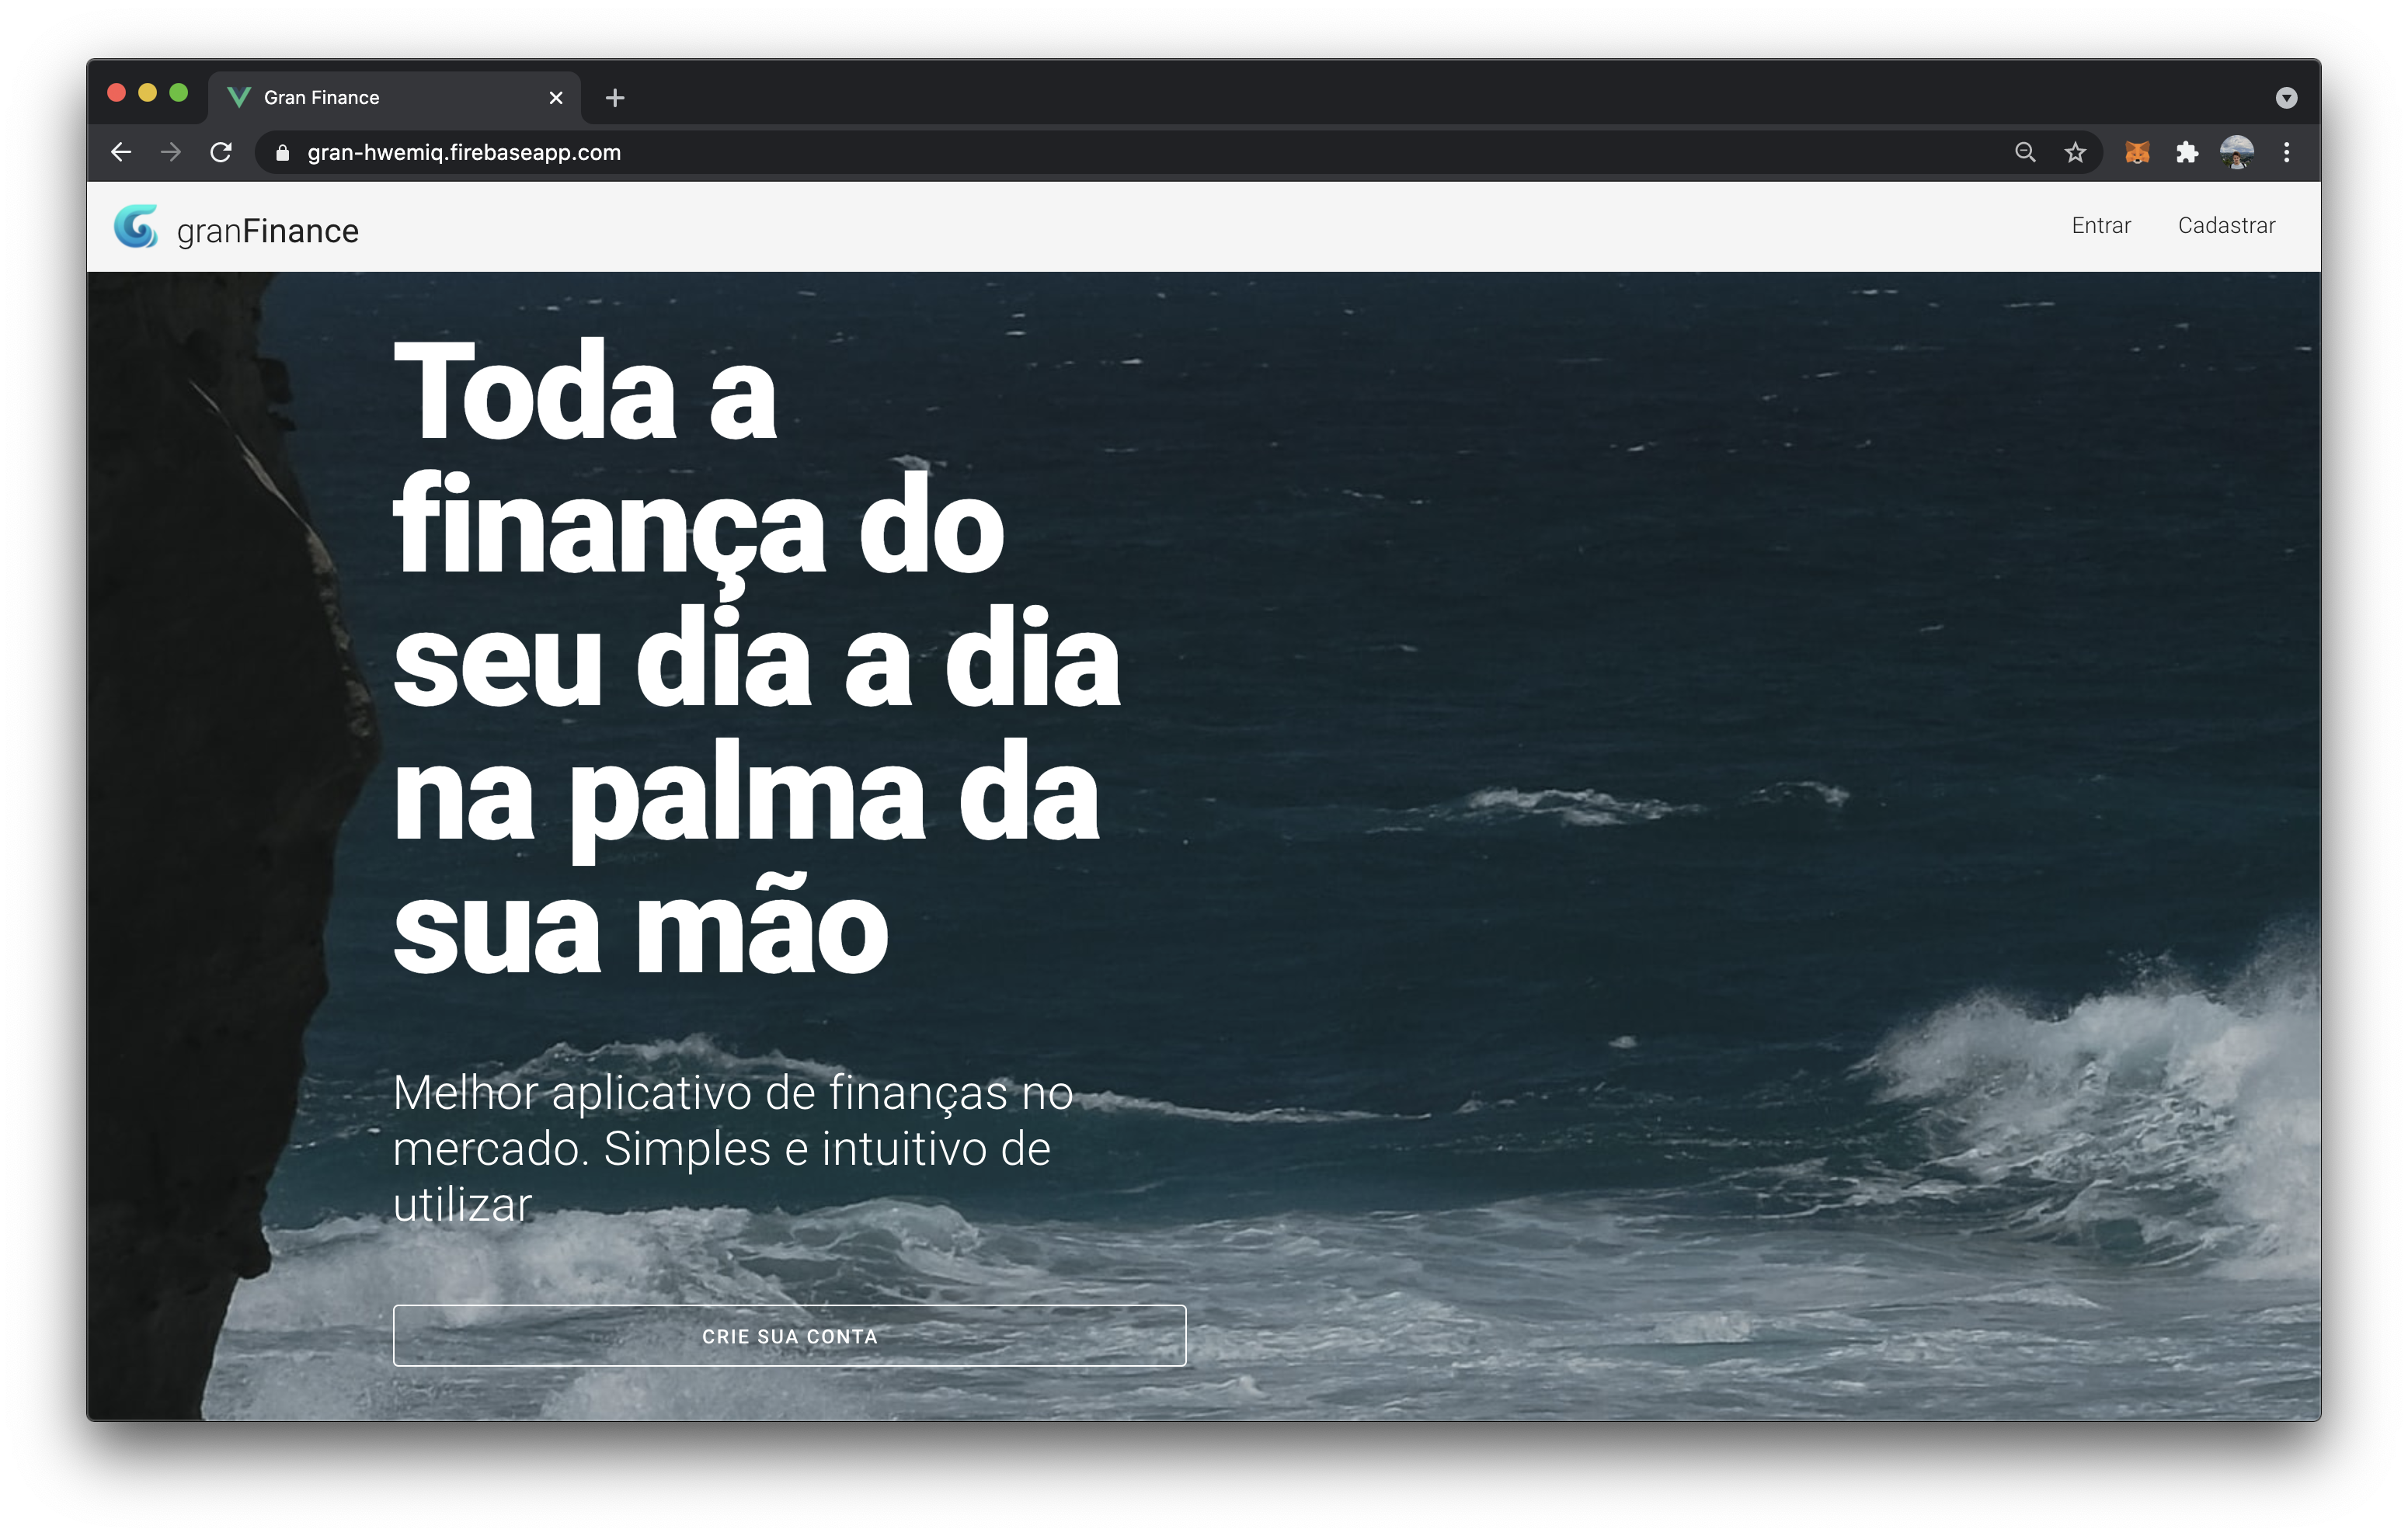 Gran Finance
gran-hwemiq.firebaseapp.com
granFinance
Entrar Cadastrar
Toda a
finança do
seu dia a dia
na palma da
sua mão
Melhor aplicativo de finanças no
mercado. Simples e intuitivo de
utilizar
CRIE SUA CONTA